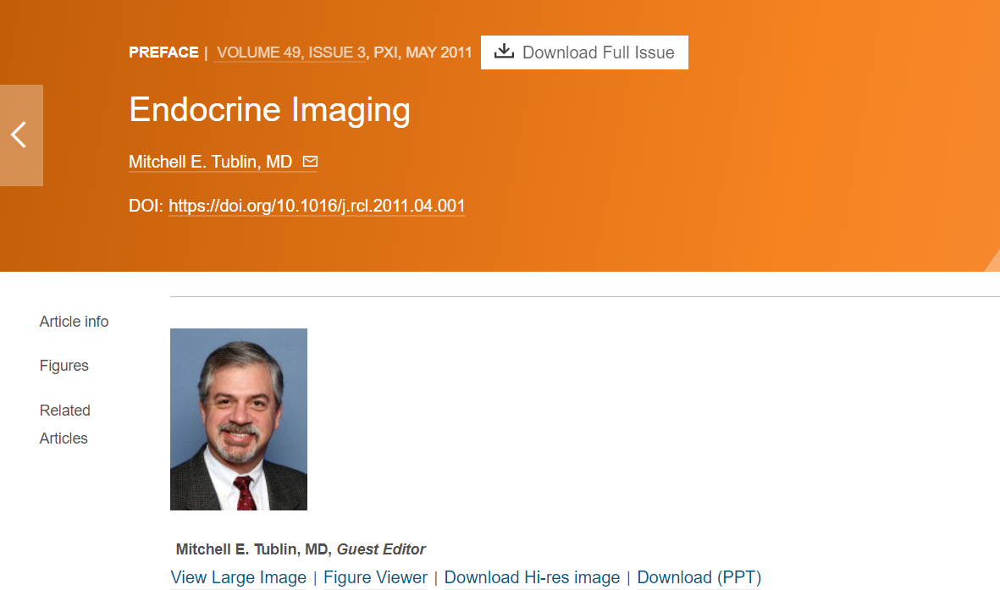 PREFACE | VOLUME 49, ISSUE 3, PXI, MAY 2011 Download Full Issue
Endocrine Imaging
Mitchell E. Tublin, MD
DOI: https://doi.org/10.1016/j.rcl.2011.04.001
Article info
Figures
Related
Articles
Mitchell E. Tublin, MD, Guest Editor
View Large Image | Figure Viewer | Download Hi-res image | Download (PPT)